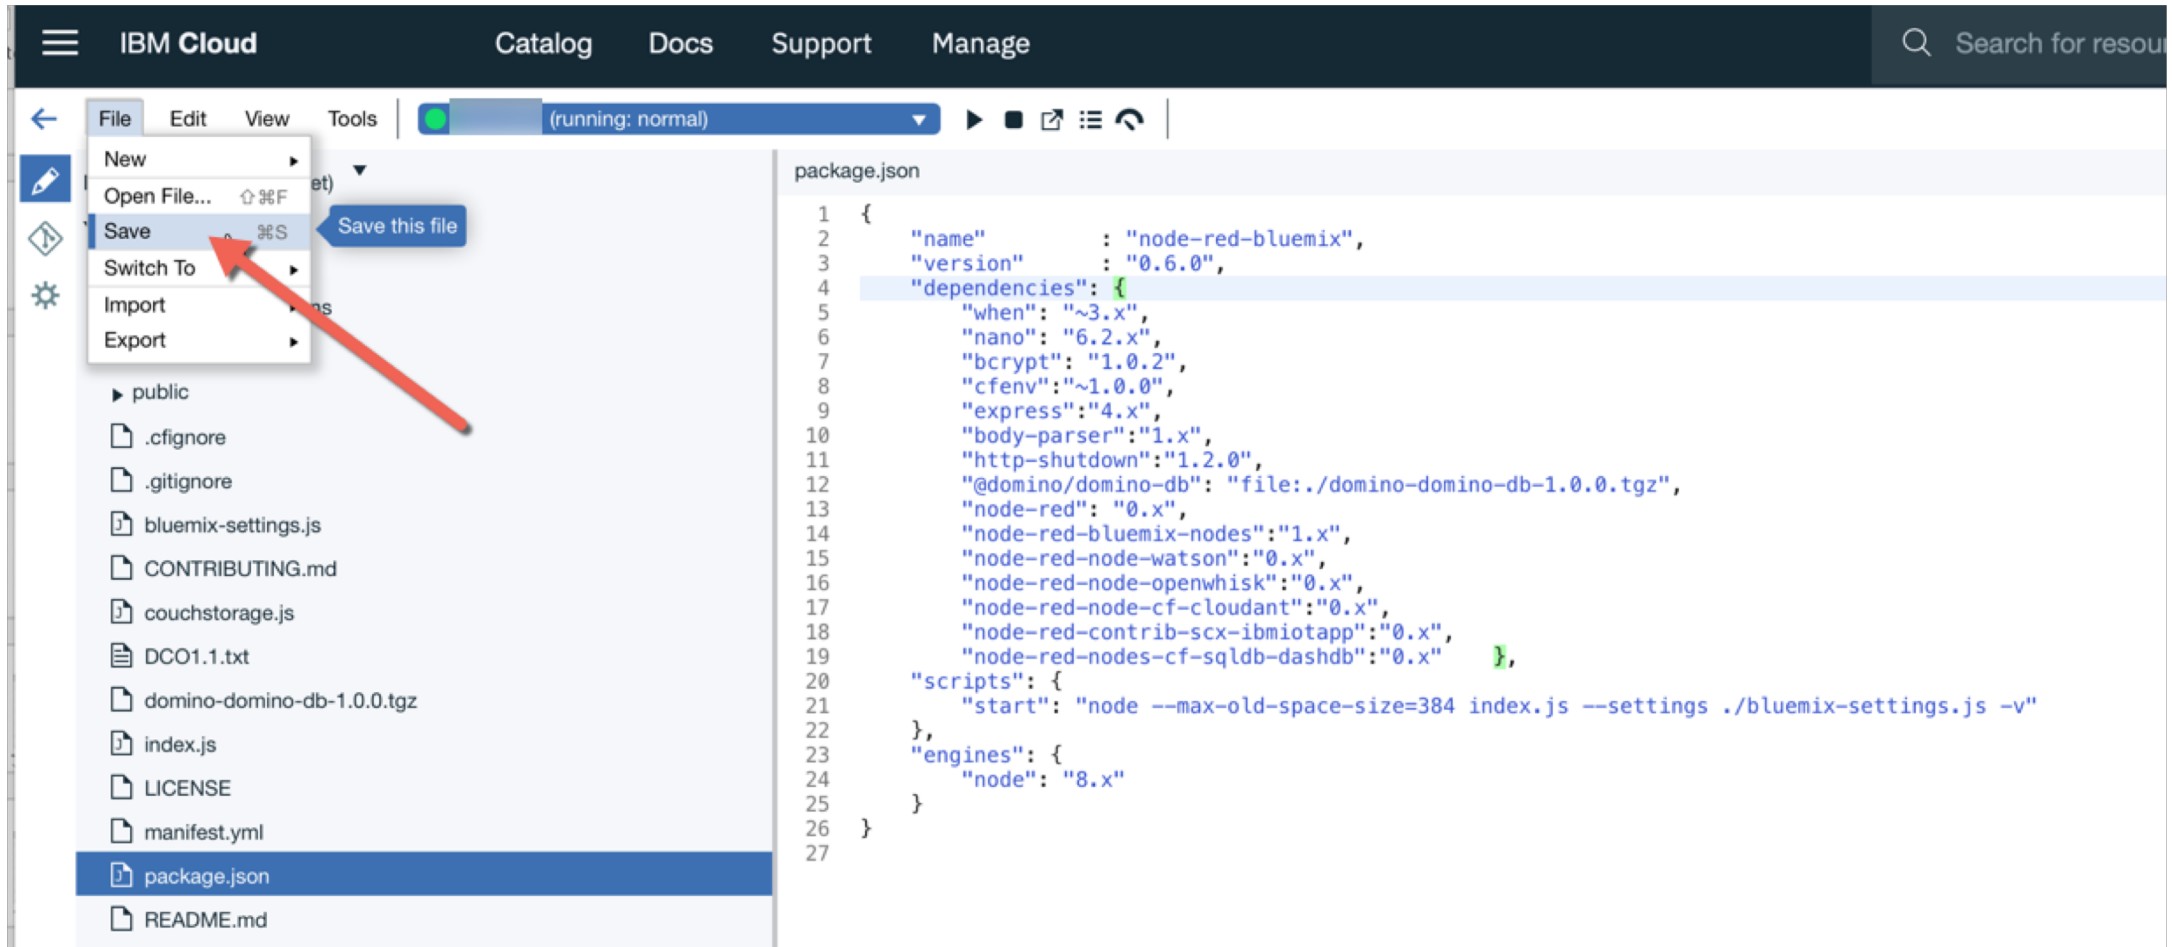 IBM Cloud Catalog Docs Support Manage Search for resou
File Edit View Tools (running: normal)
New
et)
Open File... ⇧⌘F
Save ⌘S
Save this file
Switch To
Import
ns
Export
public
.cfignore
.gitignore
bluemix-settings.js
CONTRIBUTING.md
couchstorage.js
DCO1.1.txt
domino-domino-db-1.0.0.tgz
index.js
LICENSE
manifest.yml
package.json
README.md
package.json
1 {
2 "name" : "node-red-bluemix",
3 "version" : "0.6.0",
4 "dependencies": {
5 "when": "~3.x",
6 "nano": "6.2.x",
7 "bcrypt": "1.0.2",
8 "cfenv":"~1.0.0",
9 "express":"4.x",
10 "body-parser":"1.x",
11 "http-shutdown":"1.2.0",
12 "@domino/domino-db": "file:./domino-domino-db-1.0.0.tgz",
13 "node-red": "0.x",
14 "node-red-bluemix-nodes":"1.x",
15 "node-red-node-watson":"0.x",
16 "node-red-node-openwhisk":"0.x",
17 "node-red-node-cf-cloudant":"0.x",
18 "node-red-contrib-scx-ibmiotapp":"0.x",
19 "node-red-nodes-cf-sqldb-dashdb":"0.x" },
20 "scripts": {
21 "start": "node --max-old-space-size=384 index.js --settings ./bluemix-settings.js -v"
22 },
23 "engines": {
24 "node": "8.x"
25 }
26 }
27